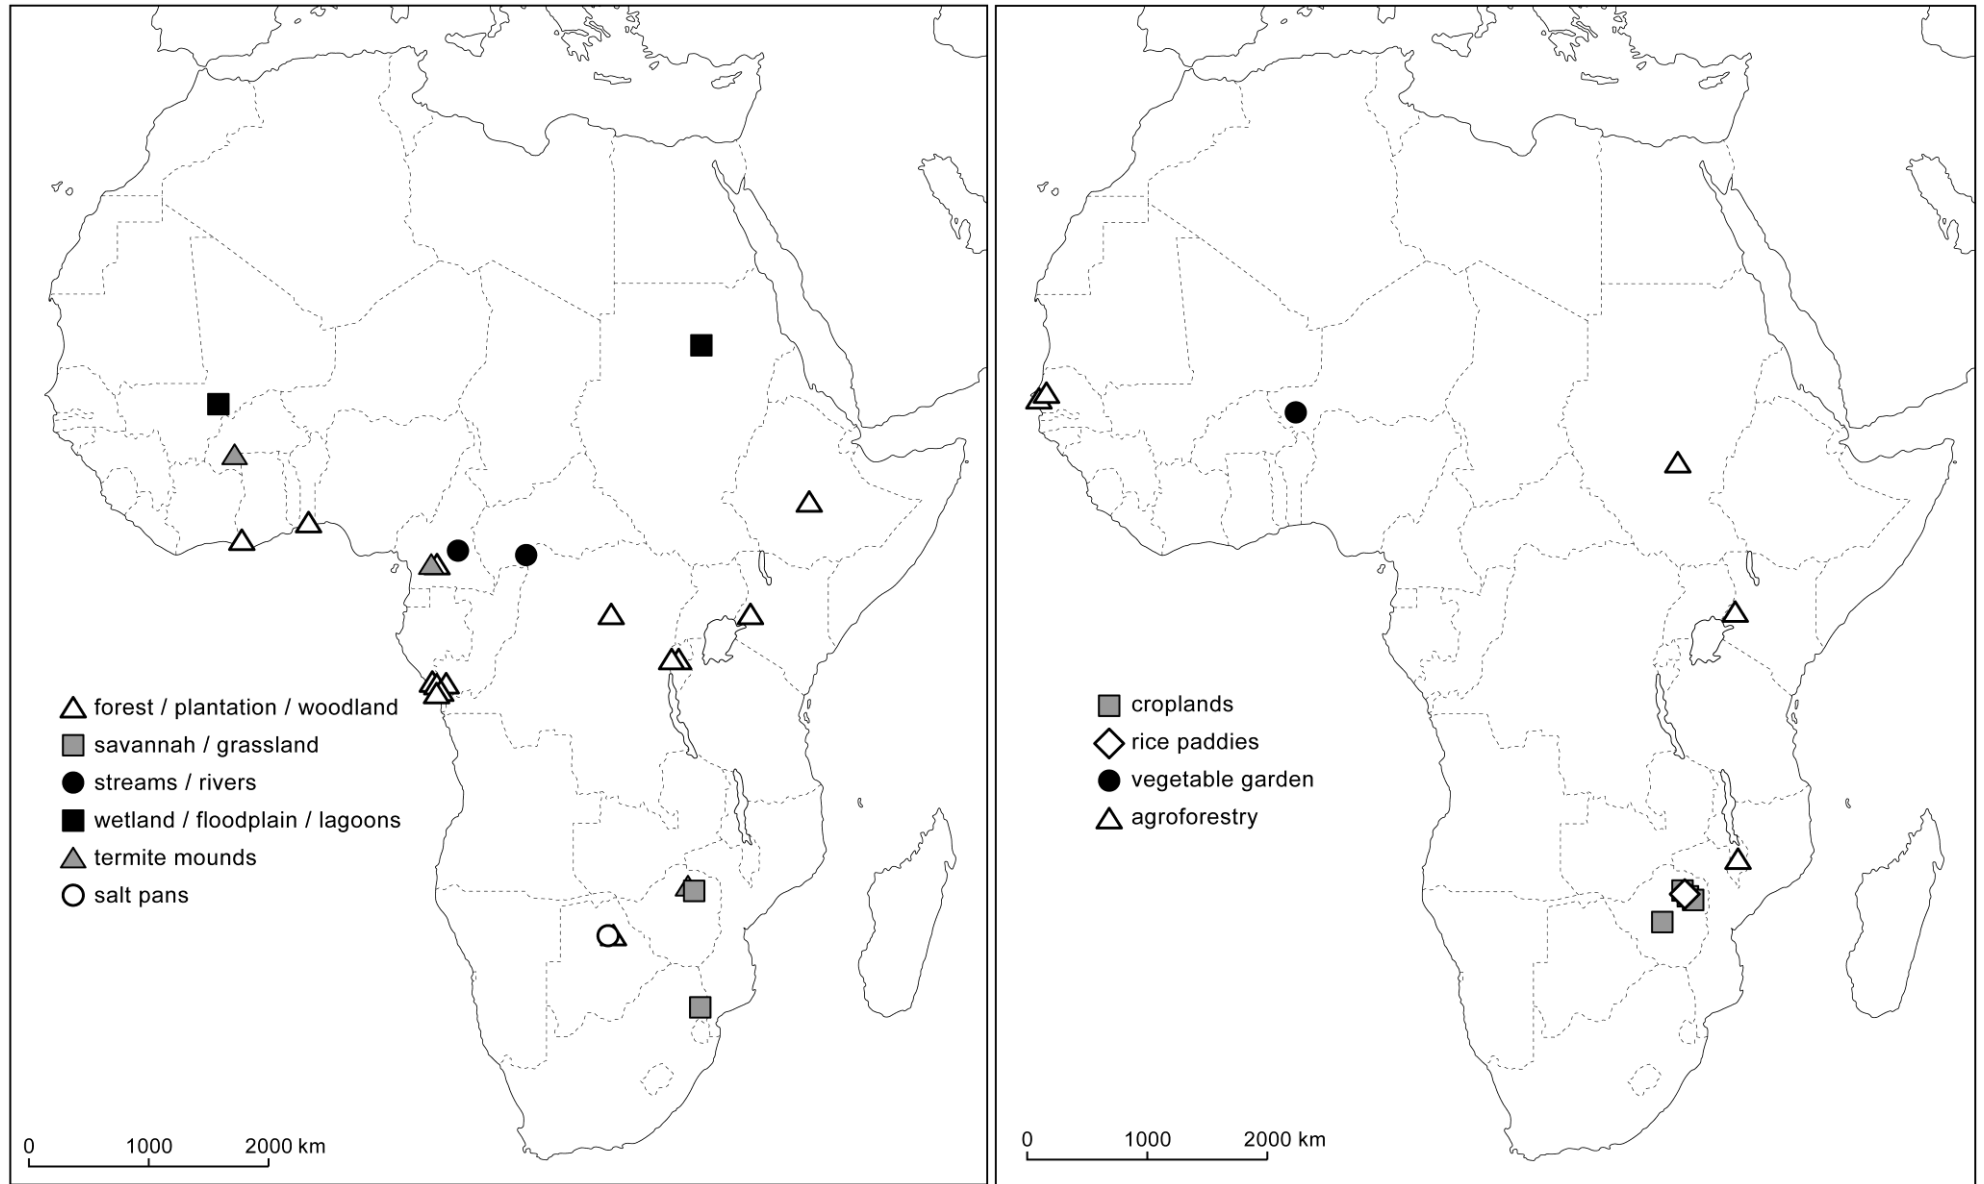 forest / plantation / woodland
savannah / grassland
streams / rivers
wetland / floodplain / lagoons
termite mounds
salt pans
0 1000 2000 km
croplands
rice paddies
vegetable garden
agroforestry
0 1000 2000 km